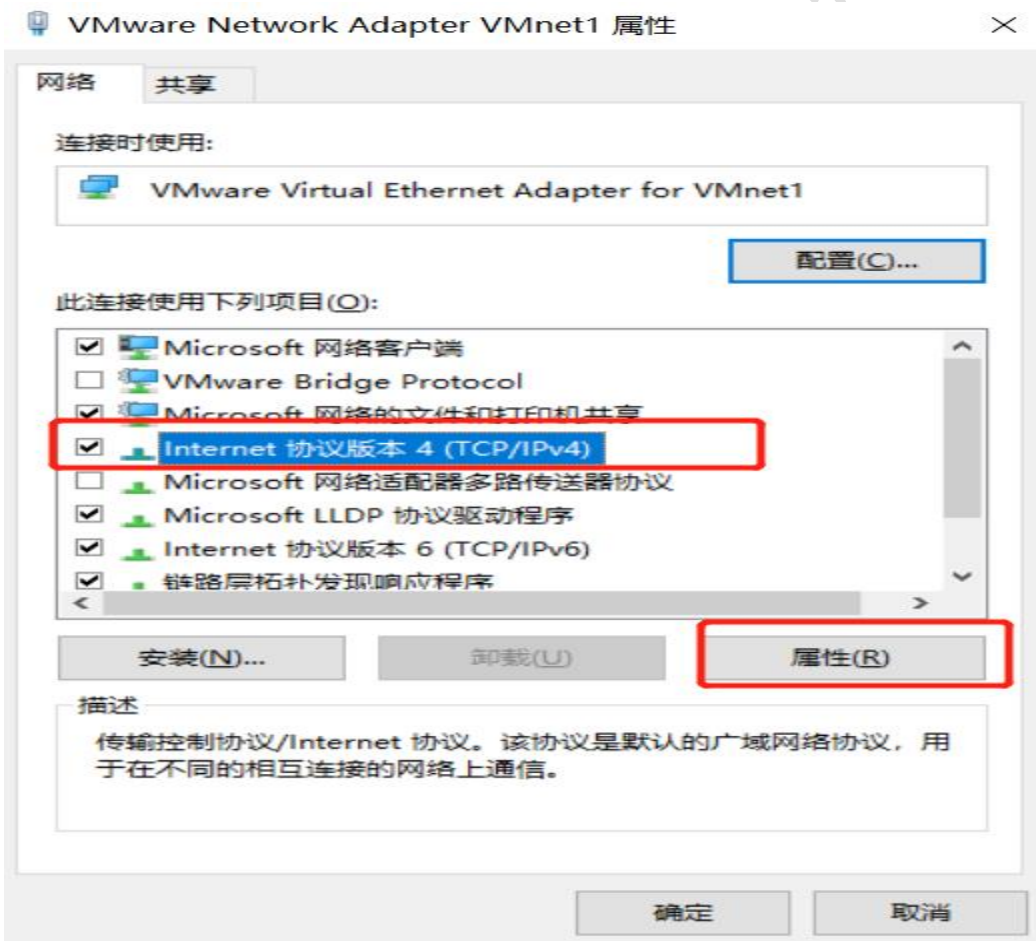 VMware Network Adapter VMnet1 属性
网络 共享
连接时使用:
VMware Virtual Ethernet Adapter for VMnet1
配置(C)...
此连接使用下列项目(O):
Microsoft 网络客户端
VMware Bridge Protocol
Microsoft 网络的文件和打印机共享
Internet 协议版本 4 (TCP/IPv4)
Microsoft 网络适配器多路传送器协议
Microsoft LLDP 协议驱动程序
Internet 协议版本 6 (TCP/IPv6)
链路层拓扑发现响应程序
安装(N)... 卸载(U) 属性(R)
描述
传输控制协议/Internet 协议。该协议是默认的广域网络协议，用
于在不同的相互连接的网络上通信。
确定 取消